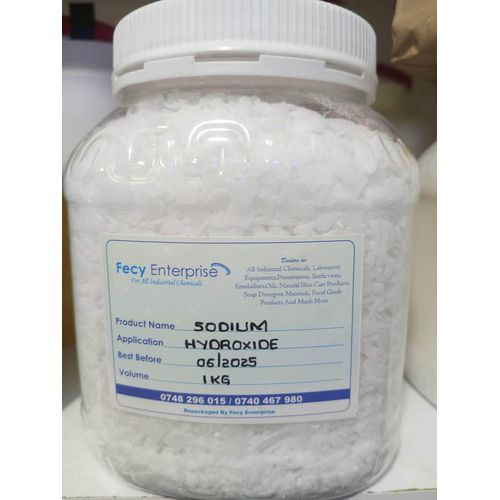 Fecy Enterprise
For All Industrial Chemicals
Dealers in:
All Industrial Chemicals, Laboratory
Equipments,Preservatives, Surfactants,
Emulsifiers,Oils, Natural Skin Care Products,
Soap Detergent Materials, Food Grade
Products And Much More
Product Name SODIUM
Application HYDROXIDE
Best Before 06/2025
Volume 1KG
0748 296 015 / 0740 467 980
Repackaged By Fecy Enterprise